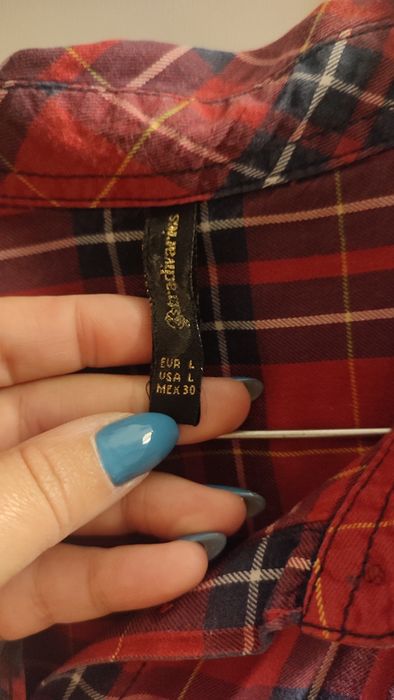 stradivarius
EUR L
USA L
MEX 30